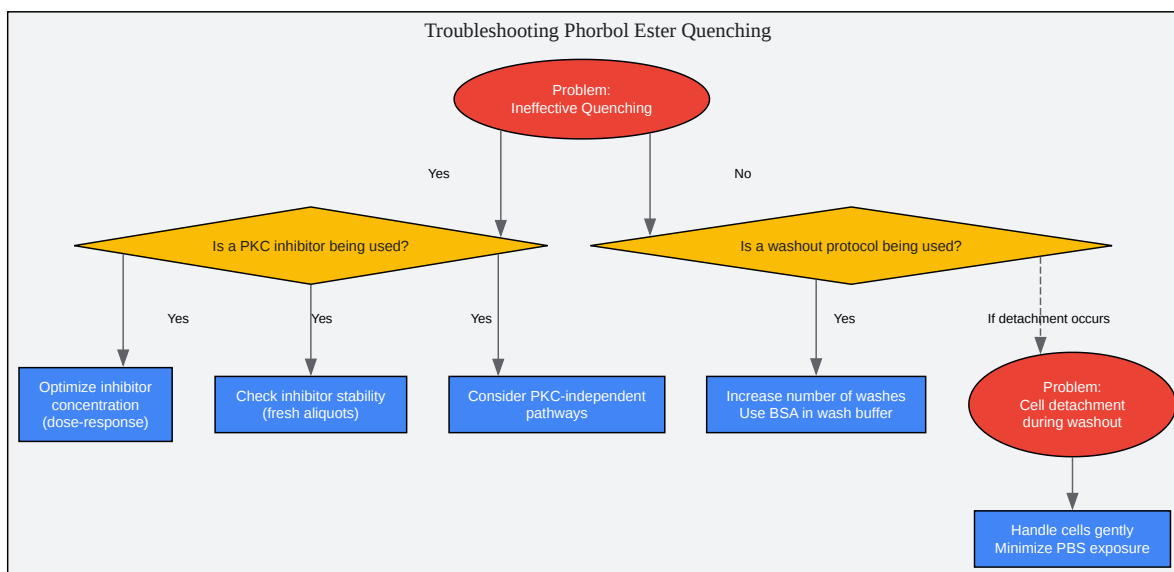 Troubleshooting Phorbol Ester Quenching
Problem:
Ineffective Quenching
Yes
No
Is a PKC inhibitor being used?
Is a washout protocol being used?
Yes
Yes
Yes
Yes
If detachment occurs
Optimize inhibitor
concentration
(dose-response)
Check inhibitor stability
(fresh aliquots)
Consider PKC-independent
pathways
Increase number of washes
Use BSA in wash buffer
Problem:
Cell detachment
during washout
Handle cells gently
Minimize PBS exposure